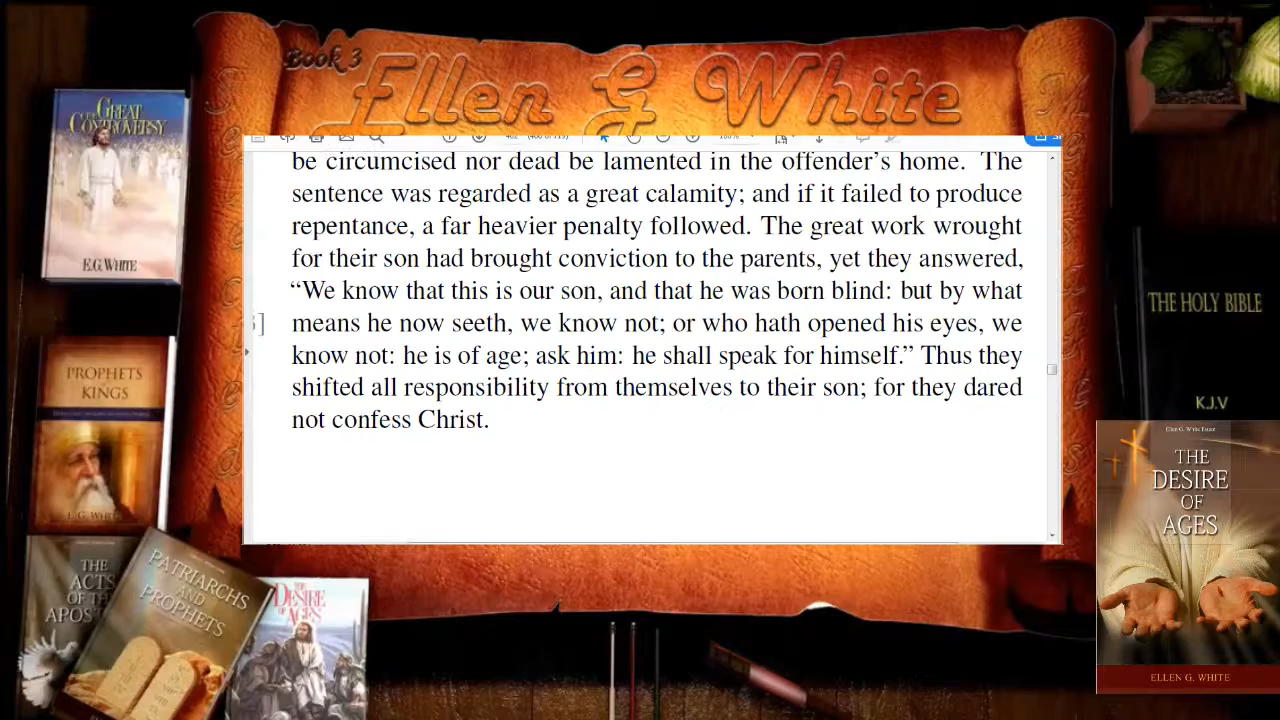 Book 3
Ellen G White
THE GREAT
CONTROVERSY
E.G. WHITE
be circumcised nor dead be lamented in the offender’s home. The
sentence was regarded as a great calamity; and if it failed to produce
repentance, a far heavier penalty followed. The great work wrought
for their son had brought conviction to the parents, yet they answered,
“We know that this is our son, and that he was born blind: but by what
means he now seeth, we know not; or who hath opened his eyes, we
know not: he is of age; ask him: he shall speak for himself.” Thus they
shifted all responsibility from themselves to their son; for they dared
not confess Christ.
PROPHETS
AND
KINGS
E.G. WHITE
THE
ACTS
OF THE
APOST
PATRIARCHS
AND
PROPHETS
THE
DESIRE
OF AGES
THE HOLY BIBLE
K.J.V
Ellen G. White Estate
THE
DESIRE
OF
AGES
ELLEN G. WHITE